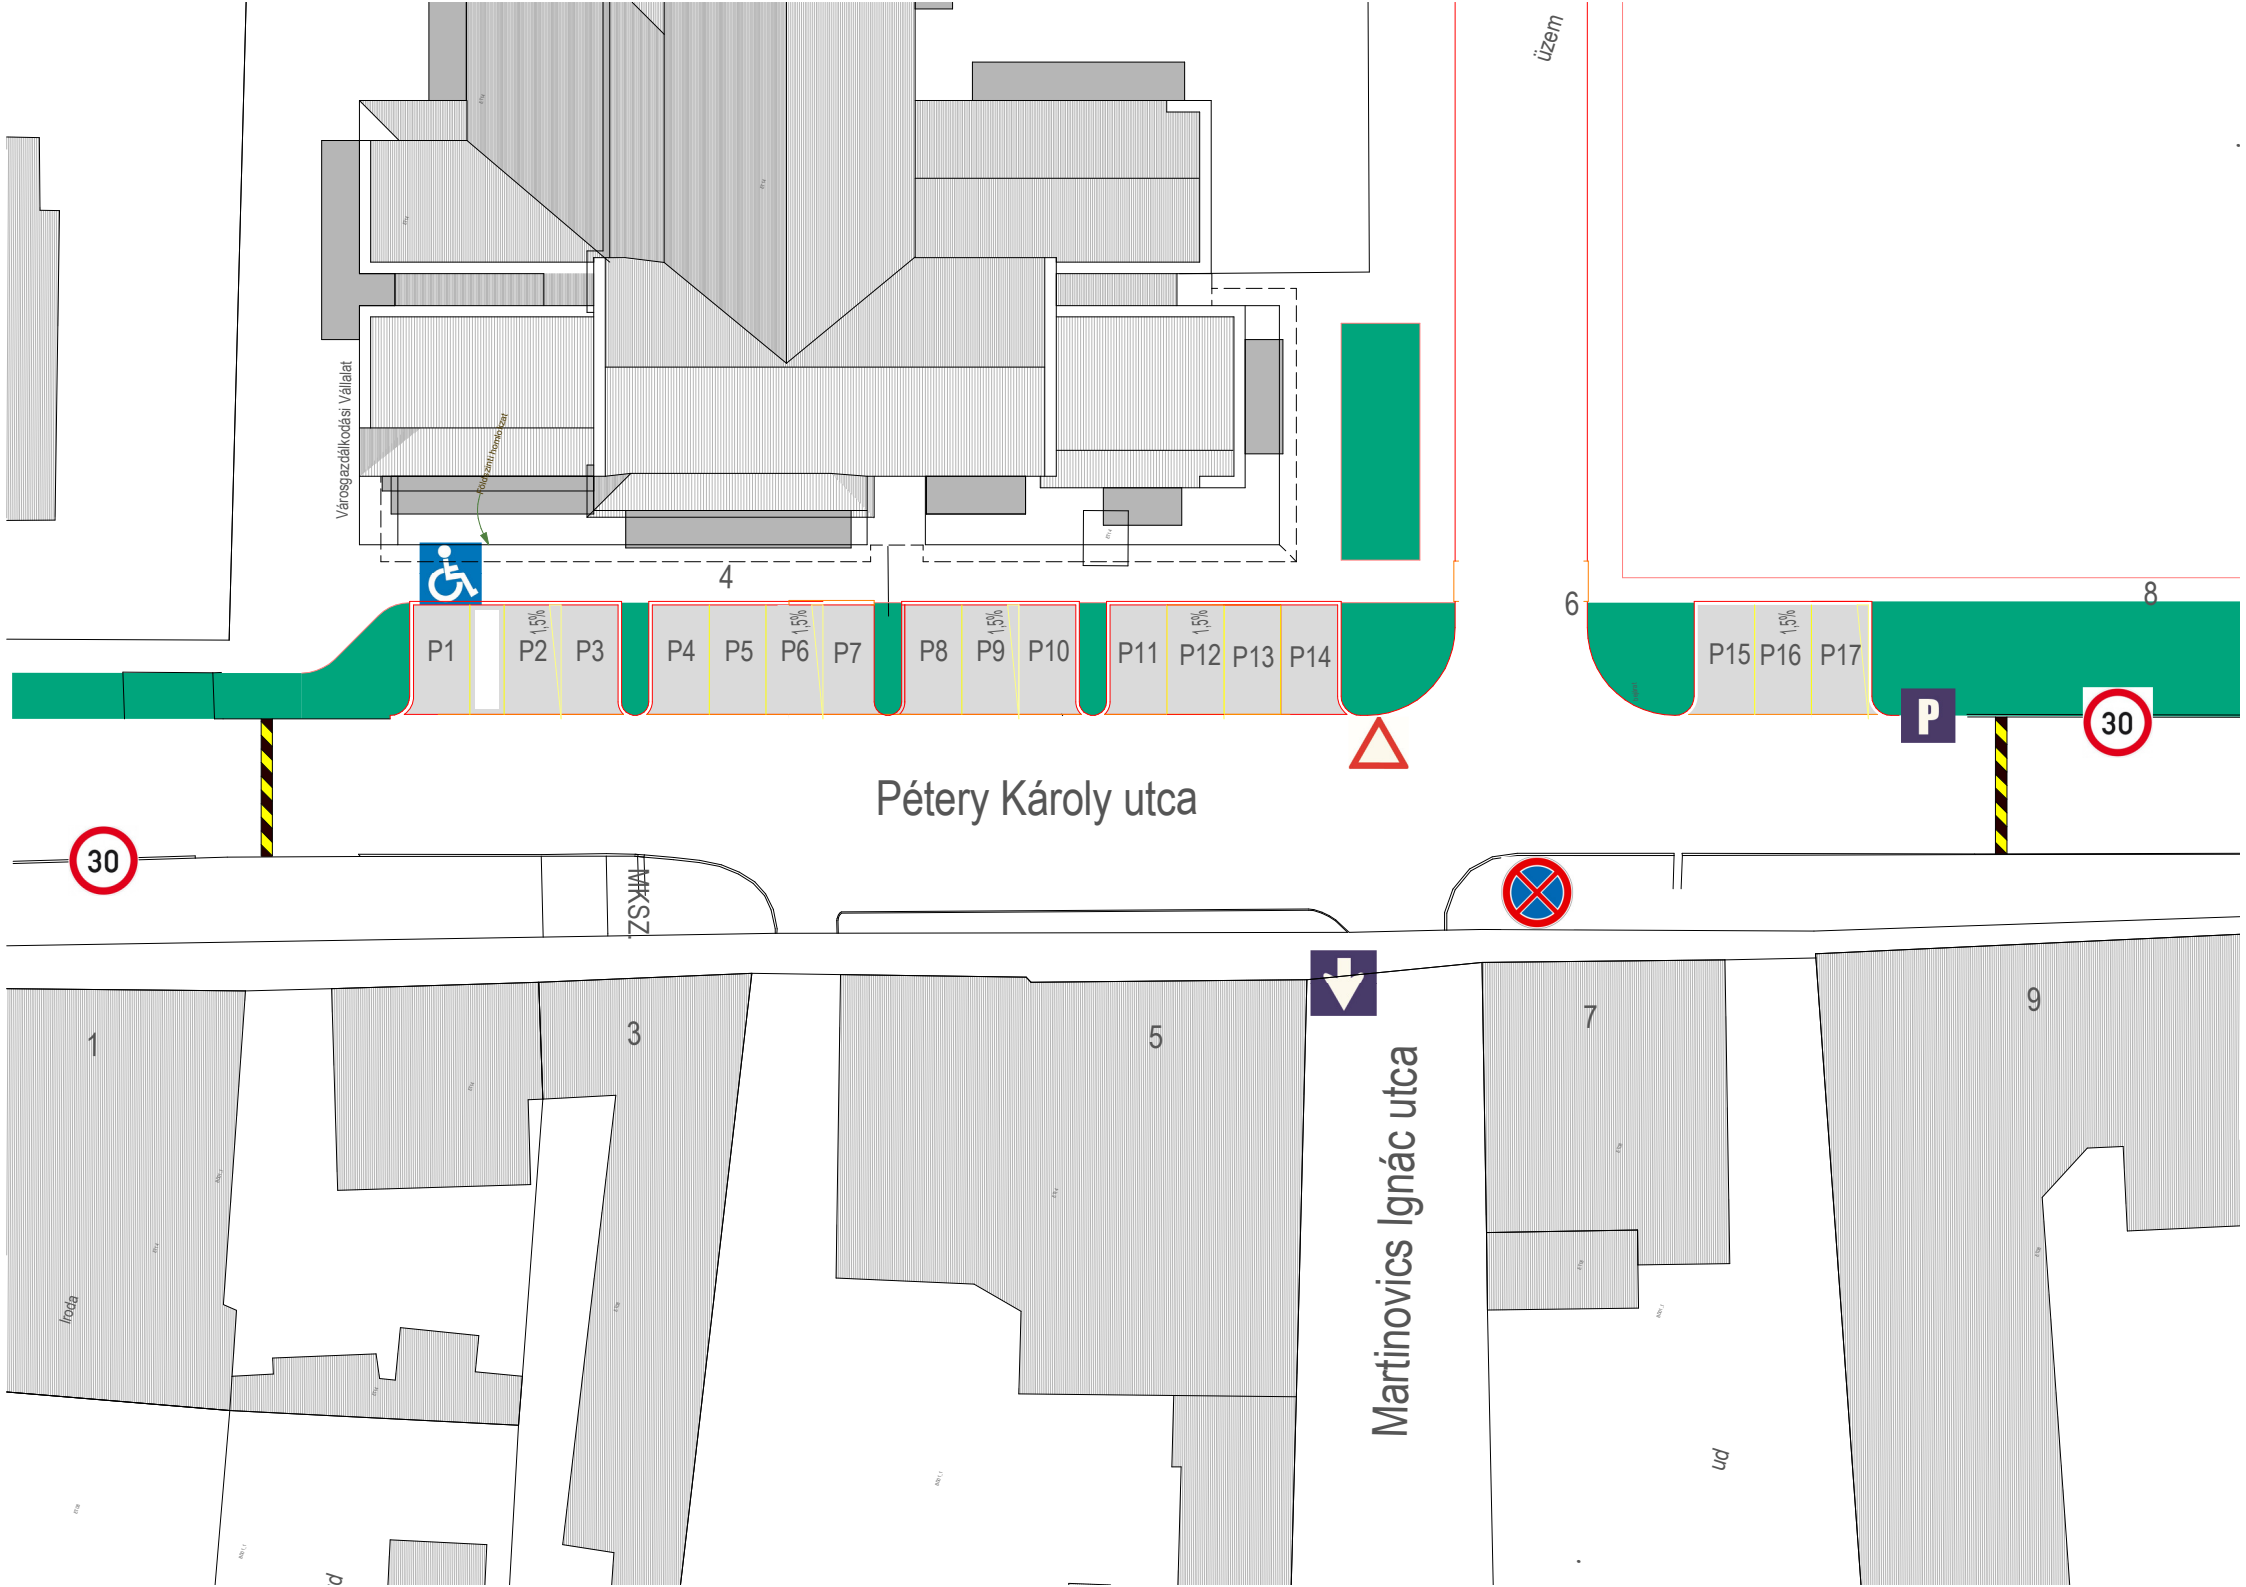 üzem
Városgazdálkodási Vállalat
Földszinti homlokzat
4
6
8
P1
P2
1,5%
P3
P4
P5
P6
1,5%
P7
P8
P9
1,5%
P10
P11
P12
1,5%
P13
P14
P15
P16
1,5%
P17
P
30
Pétery Károly utca
30
MKSZ.
1
3
5
7
9
Martinovics Ignác utca
Iroda
ud